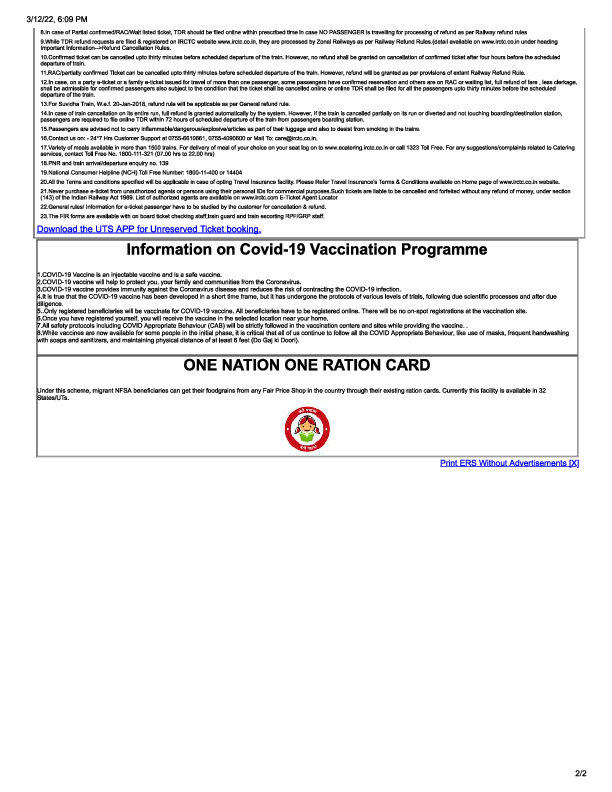 3/12/22, 6:09 PM
8.In case of Partial confirmed/RAC/Wait listed ticket, TDR should be filed online within prescribed time in case NO PASSENGER is travelling for processing of refund as per Railway refund rules
9.While TDR refund requests are filed & registered on IRCTC website www.irctc.co.in, they are processed by Zonal Railways as per Railway Refund Rules.(detail available on www.irctc.co.in under heading
Important Information-->Refund Cancellation Rules.
10.Confirmed ticket can be cancelled upto thirty minutes before scheduled departure of the train. However, no refund shall be granted on cancellation of confirmed ticket after four hours before the scheduled
departure of train.
11.RAC/partially confirmed Ticket can be cancelled upto thirty minutes before scheduled departure of the train. However, refund will be granted as per provisions of extant Railway Refund Rule.
12.In case, on a party e-ticket or a family e-ticket issued for travel of more than one passenger, some passengers have confirmed reservation and others are on RAC or waiting list, full refund of fare , less clerkage,
shall be admissible for confirmed passengers also subject to the condition that the ticket shall be cancelled online or online TDR shall be filed for all the passengers upto thirty minutes before the scheduled
departure of the train.
13.For Suvidha Train, W.e.f. 20-Jan-2018, refund rule will be applicable as per General refund rule.
14.In case of train cancellation on its entire run, full refund is granted automatically by the system. However, if the train is cancelled partially on its run or diverted and not touching boarding/destination station,
passengers are required to file online TDR within 72 hours of scheduled departure of the train from passengers boarding station.
15.Passengers are advised not to carry inflammable/dangerous/explosive/articles as part of their luggage and also to desist from smoking in the trains.
16.Contact us on: - 24*7 Hrs Customer Support at 0755-6610661, 0755-4090600 or Mail To: care@irctc.co.in.
17.Variety of meals available in more than 1500 trains. For delivery of meal of your choice on your seat log on to www.ecatering.irctc.co.in or call 1323 Toll Free. For any suggestions/complaints related to Catering
services, contact Toll Free No. 1800-111-321 (07.00 hrs to 22.00 hrs)
18.PNR and train arrival/departure enquiry no. 139
19.National Consumer Helpline (NCH) Toll Free Number: 1800-11-400 or 14404
20.All the Terms and conditions specified will be applicable in case of opting Travel Insurance facility. Please Refer Travel Insurance's Terms & Conditions available on Home page of www.irctc.co.in website.
21.Never purchase e-ticket from unauthorized agents or persons using their personal IDs for commercial purposes.Such tickets are liable to be cancelled and forfeited without any refund of money, under section
(143) of the Indian Railway Act 1989. List of authorized agents are available on www.irctc.com E-Ticket Agent Locator
22.General rules/ Information for e-ticket passenger have to be studied by the customer for cancellation & refund.
23.The FIR forms are available with on board ticket checking staff,train guard and train escorting RPF/GRP staff.
Download the UTS APP for Unreserved Ticket booking.
Information on Covid-19 Vaccination Programme
1.COVID-19 Vaccine is an injectable vaccine and is a safe vaccine.
2.COVID-19 vaccine will help to protect you, your family and communities from the Coronavirus.
3.COVID-19 vaccine provides immunity against the Coronavirus disease and reduces the risk of contracting the COVID-19 infection.
4.It is true that the COVID-19 vaccine has been developed in a short time frame, but it has undergone the protocols of various levels of trials, following due scientific processes and after due
diligence.
5..Only registered beneficiaries will be vaccinate for COVID-19 vaccine. All beneficiaries have to be registered online. There will be no on-spot registrations at the vaccination site.
6.Once you have registered yourself, you will receive the vaccine in the selected location near your home.
7.All safety protocols including COVID Appropriate Behaviour (CAB) will be strictly followed in the vaccination centers and sites while providing the vaccine. .
8.While vaccines are now available for some people in the initial phase, it is critical that all of us continue to follow all the COVID Appropriate Behaviour, like use of masks, frequent handwashing
with soaps and sanitizers, and maintaining physical distance of at least 6 feet (Do Gaj ki Doori).
ONE NATION ONE RATION CARD
Under this scheme, migrant NFSA beneficiaries can get their foodgrains from any Fair Price Shop in the country through their existing ration cards. Currently this facility is available in 32
States/UTs.
Print ERS Without Advertisements [X]
2/2